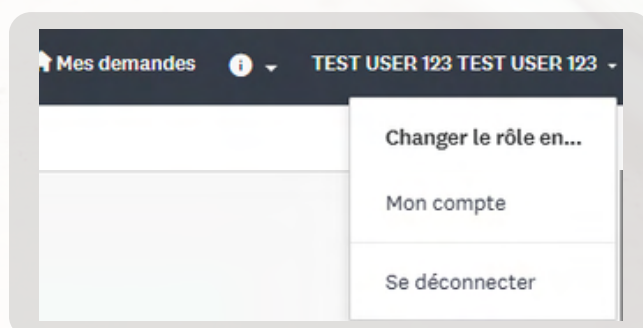 Mes demandes TEST USER 123 TEST USER 123
Changer le rôle en...
Mon compte
Se déconnecter